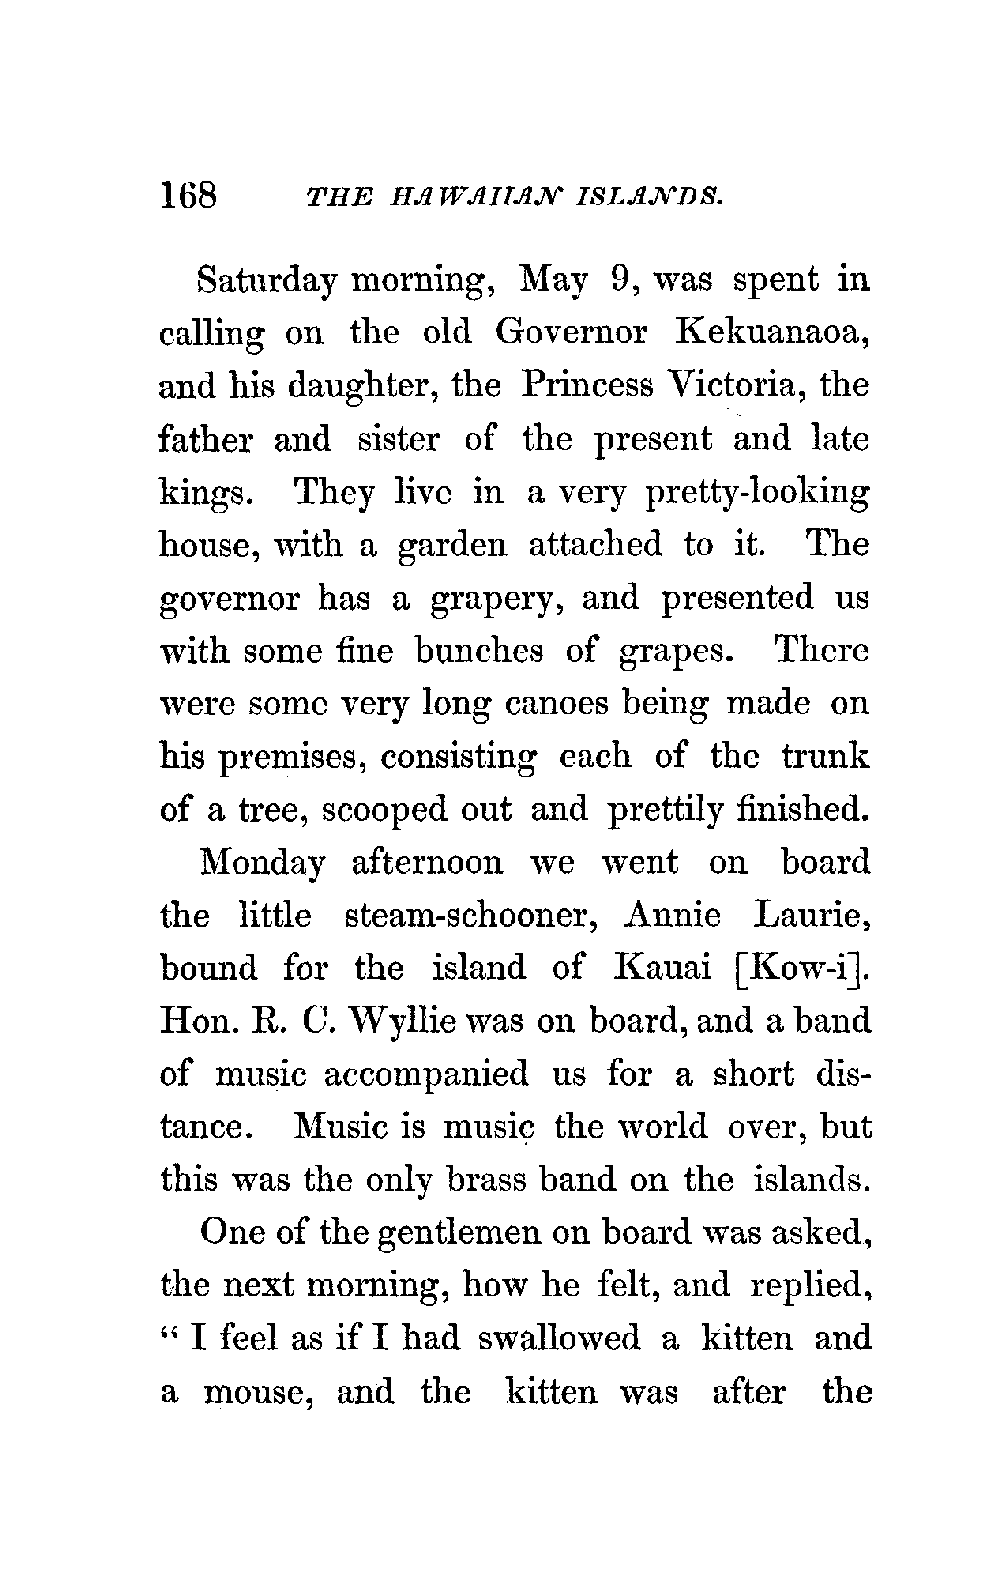 168 THE HAWAIIAN ISLANDS.
Saturday morning, May 9, was spent in
calling on the old Governor Kekuanaoa,
and his daughter, the Princess Victoria, the
father and sister of the present and late
kings. They live in a very pretty-looking
house, with a garden attached to it. The
governor has a grapery, and presented us
with some fine bunches of grapes. There
were some very long canoes being made on
his premises, consisting each of the trunk
of a tree, scooped out and prettily finished.
Monday afternoon we went on board
the little steam-schooner, Annie Laurie,
bound for the island of Kauai [Kow-i].
Hon. R. C. Wyllie was on board, and a band
of music accompanied us for a short dis-
tance. Music is music the world over, but
this was the only brass band on the islands.
One of the gentlemen on board was asked,
the next morning, how he felt, and replied,
“ I feel as if I had swallowed a kitten and
a mouse, and the kitten was after the